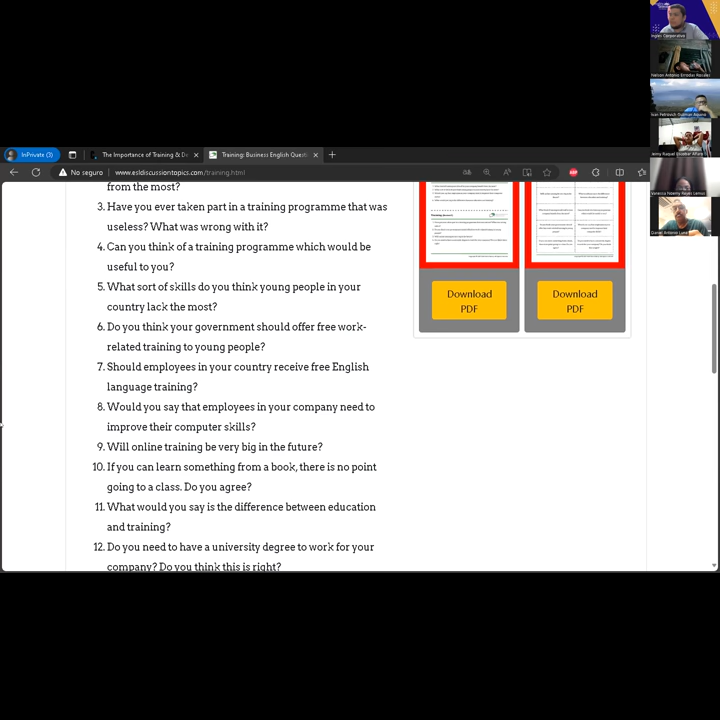 InPrivate (3)
The Importance of Training & De
Training: Business English Quest
No seguro
www.esldiscussiontopics.com/training.html
from the most?
3. Have you ever taken part in a training programme that was
useless? What was wrong with it?
4. Can you think of a training programme which would be
useful to you?
5. What sort of skills do you think young people in your
country lack the most?
6. Do you think your government should offer free work-
related training to young people?
7. Should employees in your country receive free English
language training?
8. Would you say that employees in your company need to
improve their computer skills?
9. Will online training be very big in the future?
10. If you can learn something from a book, there is no point
going to a class. Do you agree?
11. What would you say is the difference between education
and training?
12. Do you need to have a university degree to work for your
company? Do you think this is right?
Download
PDF
Download
PDF
Daniel Antonio Luna